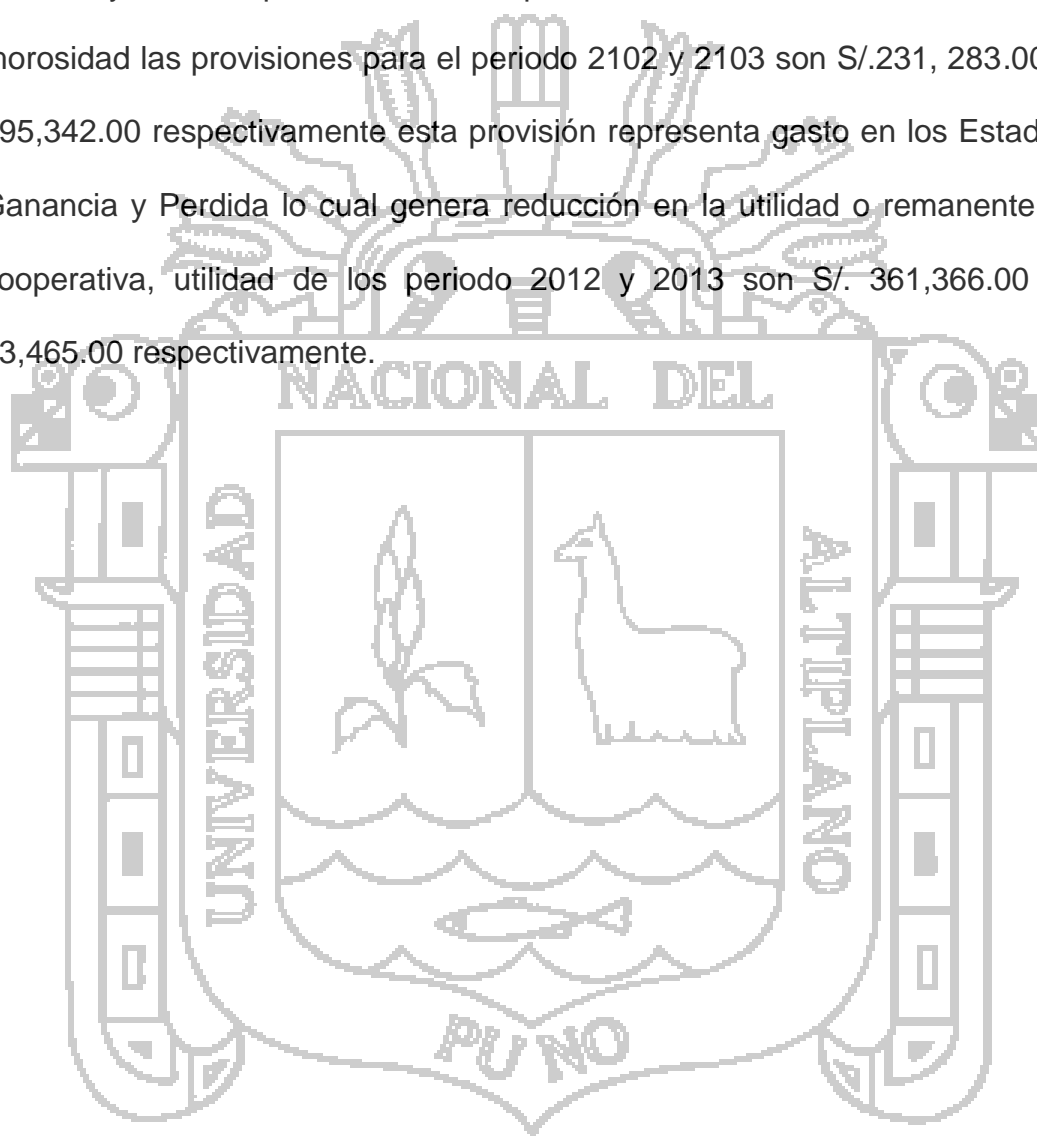 morosidad las provisiones para el periodo 2102 y 2103 son S/.231, 283.00
95,342.00 respectivamente esta provisión representa gasto en los Estad
Ganancia y Perdida lo cual genera reducción en la utilidad o remanente
ooperativa, utilidad de los periodo 2012 y 2013 son S/. 361,366.00
3,465.00 respectivamente.
NACIONAL DEL
UNIVERSIDAD
ALTIPLANO
PUNO